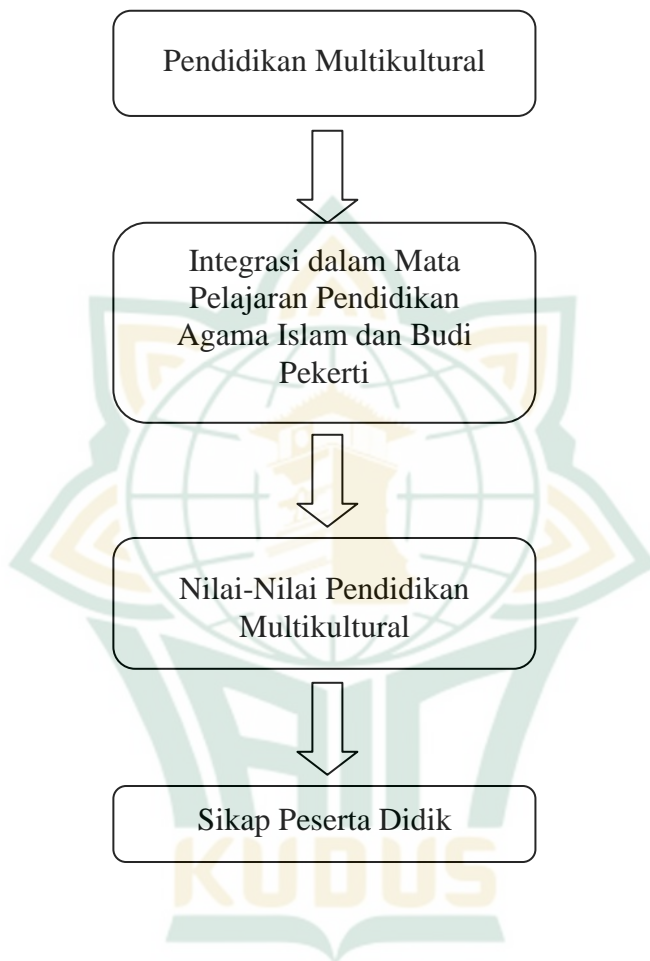 Pendidikan Multikultural
Integrasi dalam Mata
Pelajaran Pendidikan
Agama Islam dan Budi
Pekerti
Nilai-Nilai Pendidikan
Multikultural
Sikap Peserta Didik
IAIN
KUDUS